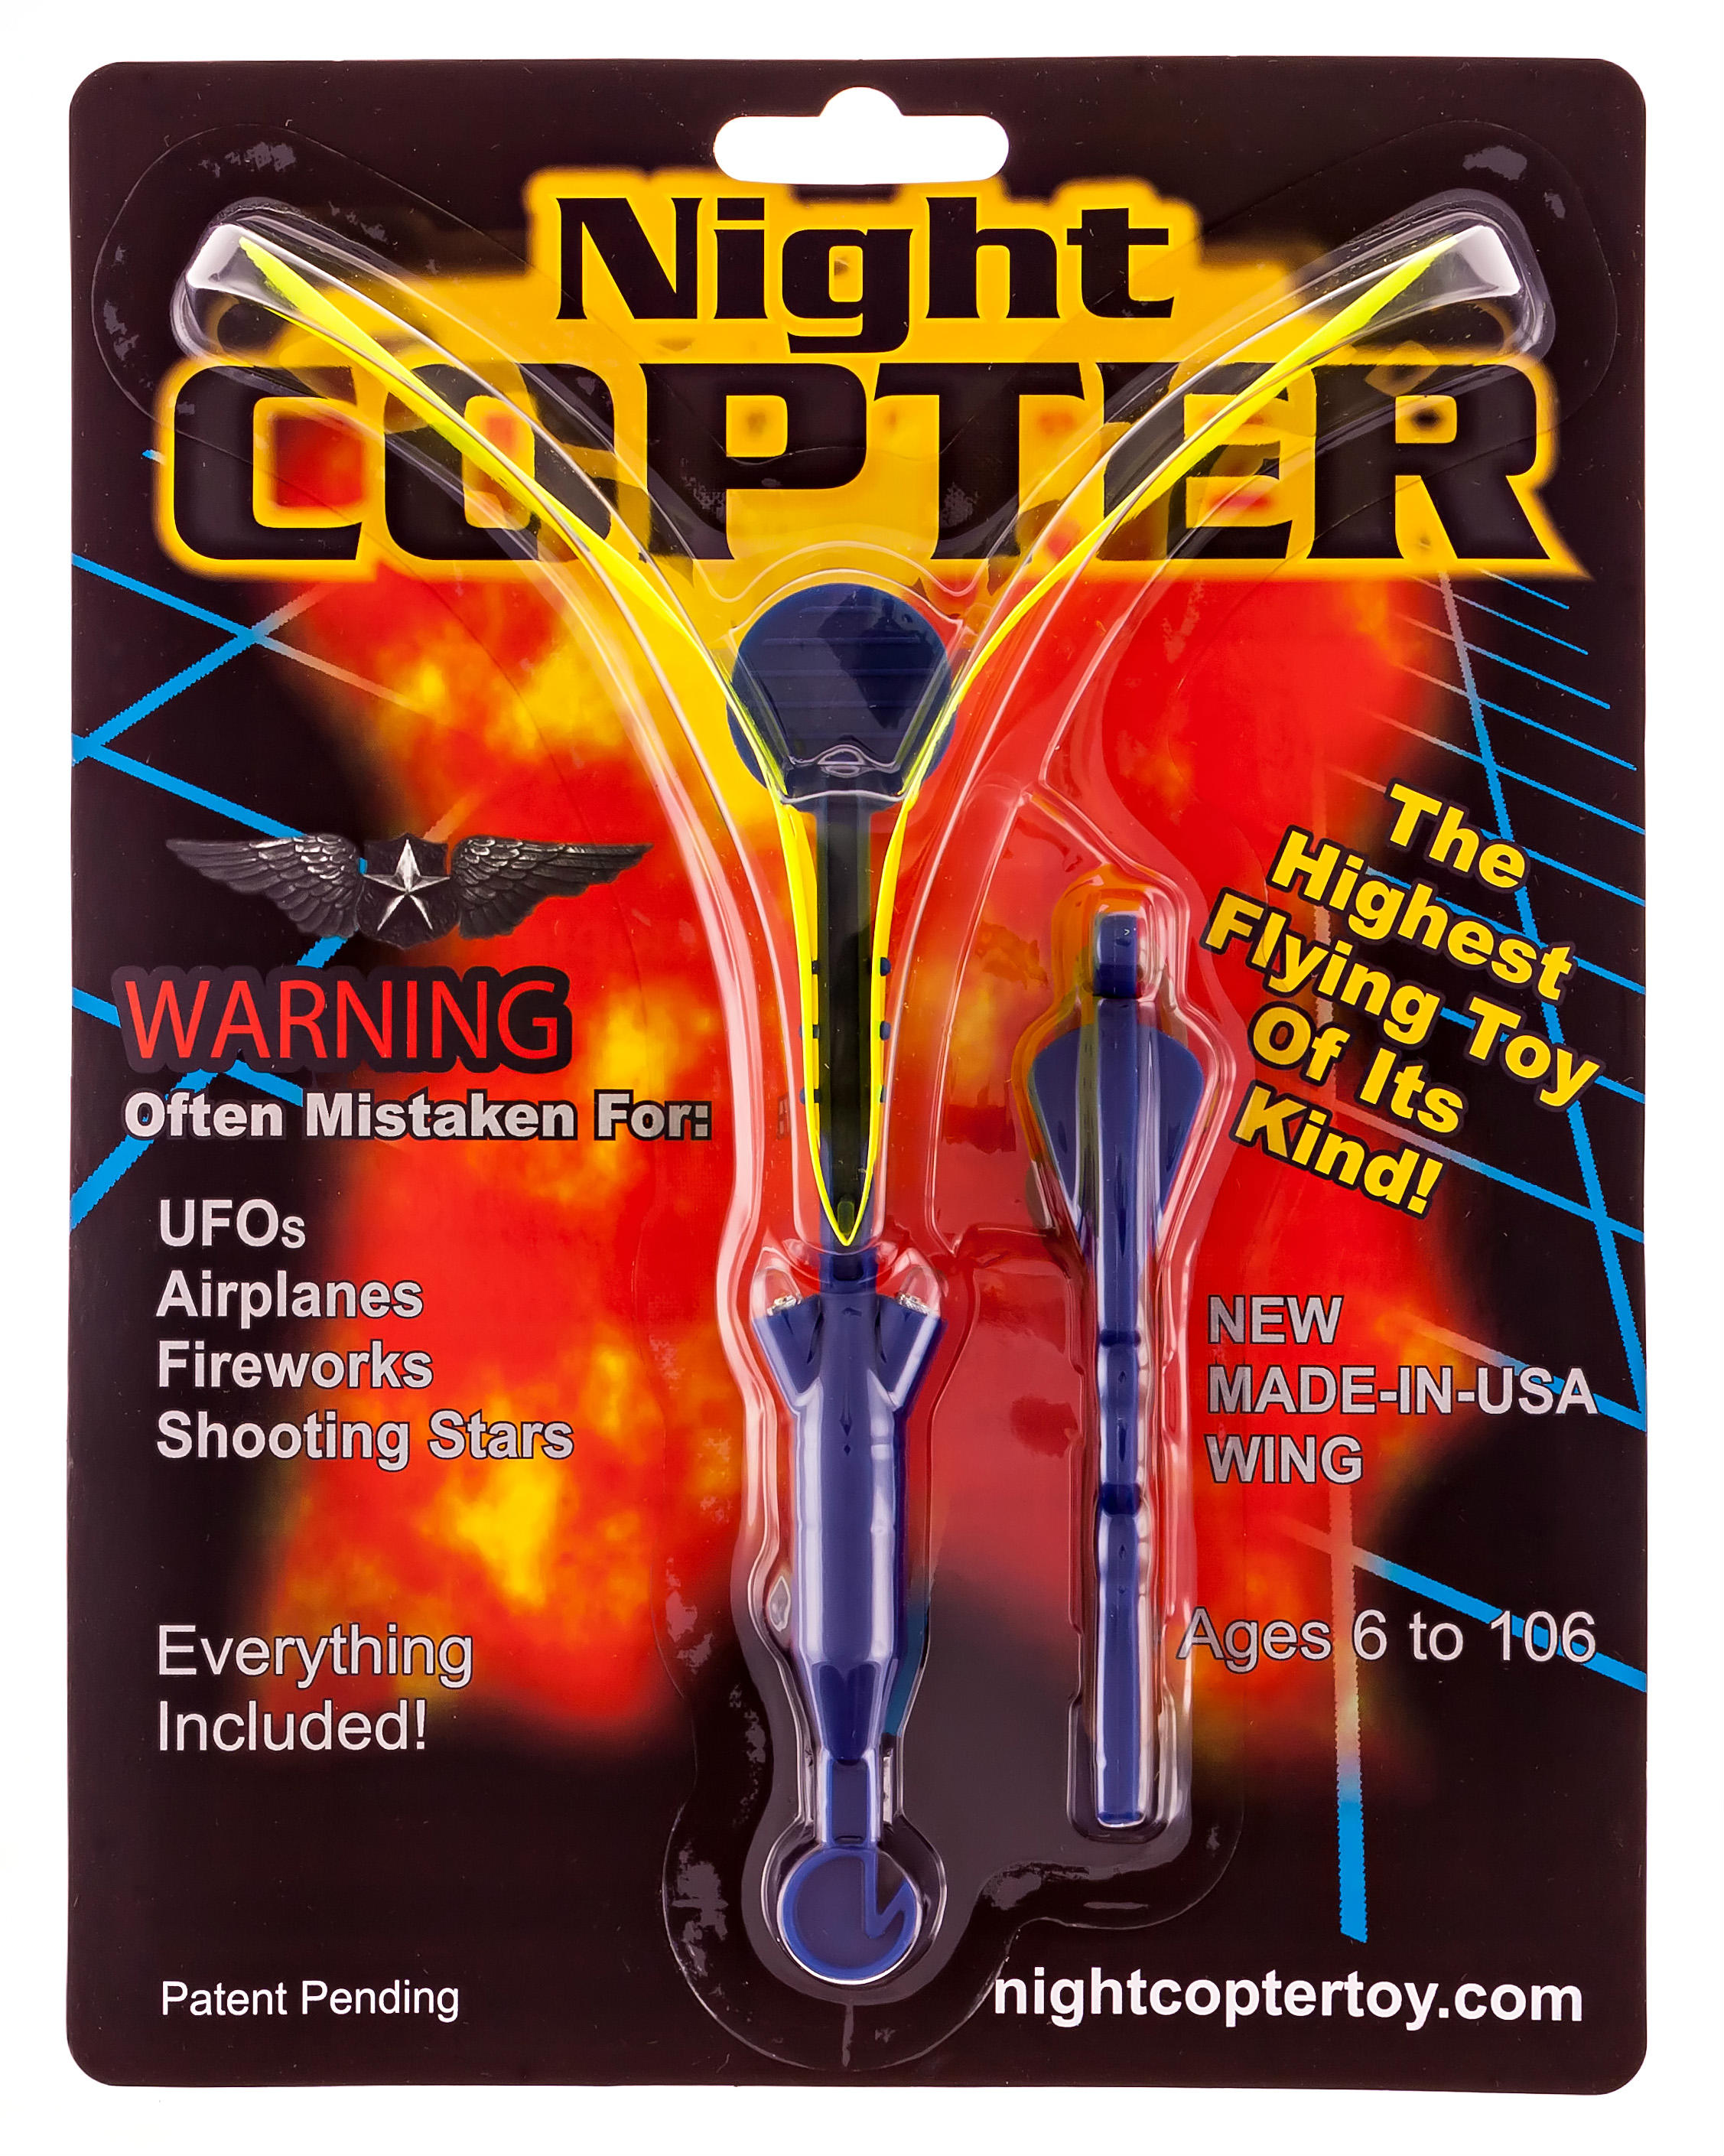 Night
COPTER
The
Highest
Flying Toy
Of Its
Kind!
WARNING
Often Mistaken For:
UFOs
Airplanes
Fireworks
Shooting Stars
NEW
MADE-IN-USA
WING
Everything
Included!
Ages 6 to 106
Patent Pending
nightcoptertoy.com